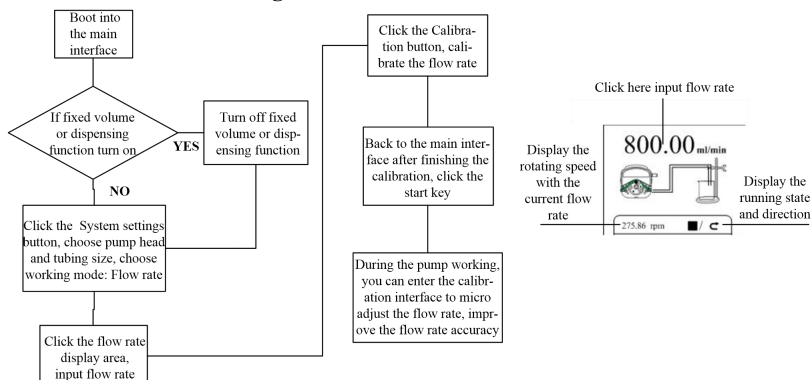 Boot into
the main
interface
If fixed volume
or dispensing
function turn on
YES
Turn off fixed
volume or disp-
ensing function
NO
Click the System settings
button, choose pump head
and tubing size, choose
working mode: Flow rate
Click the flow rate
display area,
input flow rate
Click the Calibra-
tion button, cali-
brate the flow rate
Back to the main inter-
face after finishing the
calibration, click the
start key
During the pump working,
you can enter the calibr-
ation interface to micro
adjust the flow rate, impr-
ove the flow rate accuracy
Click here input flow rate
800.00 ml/min
Display the
rotating speed
with the
current flow
rate
275.86 rpm
/
Display the
running state
and direction